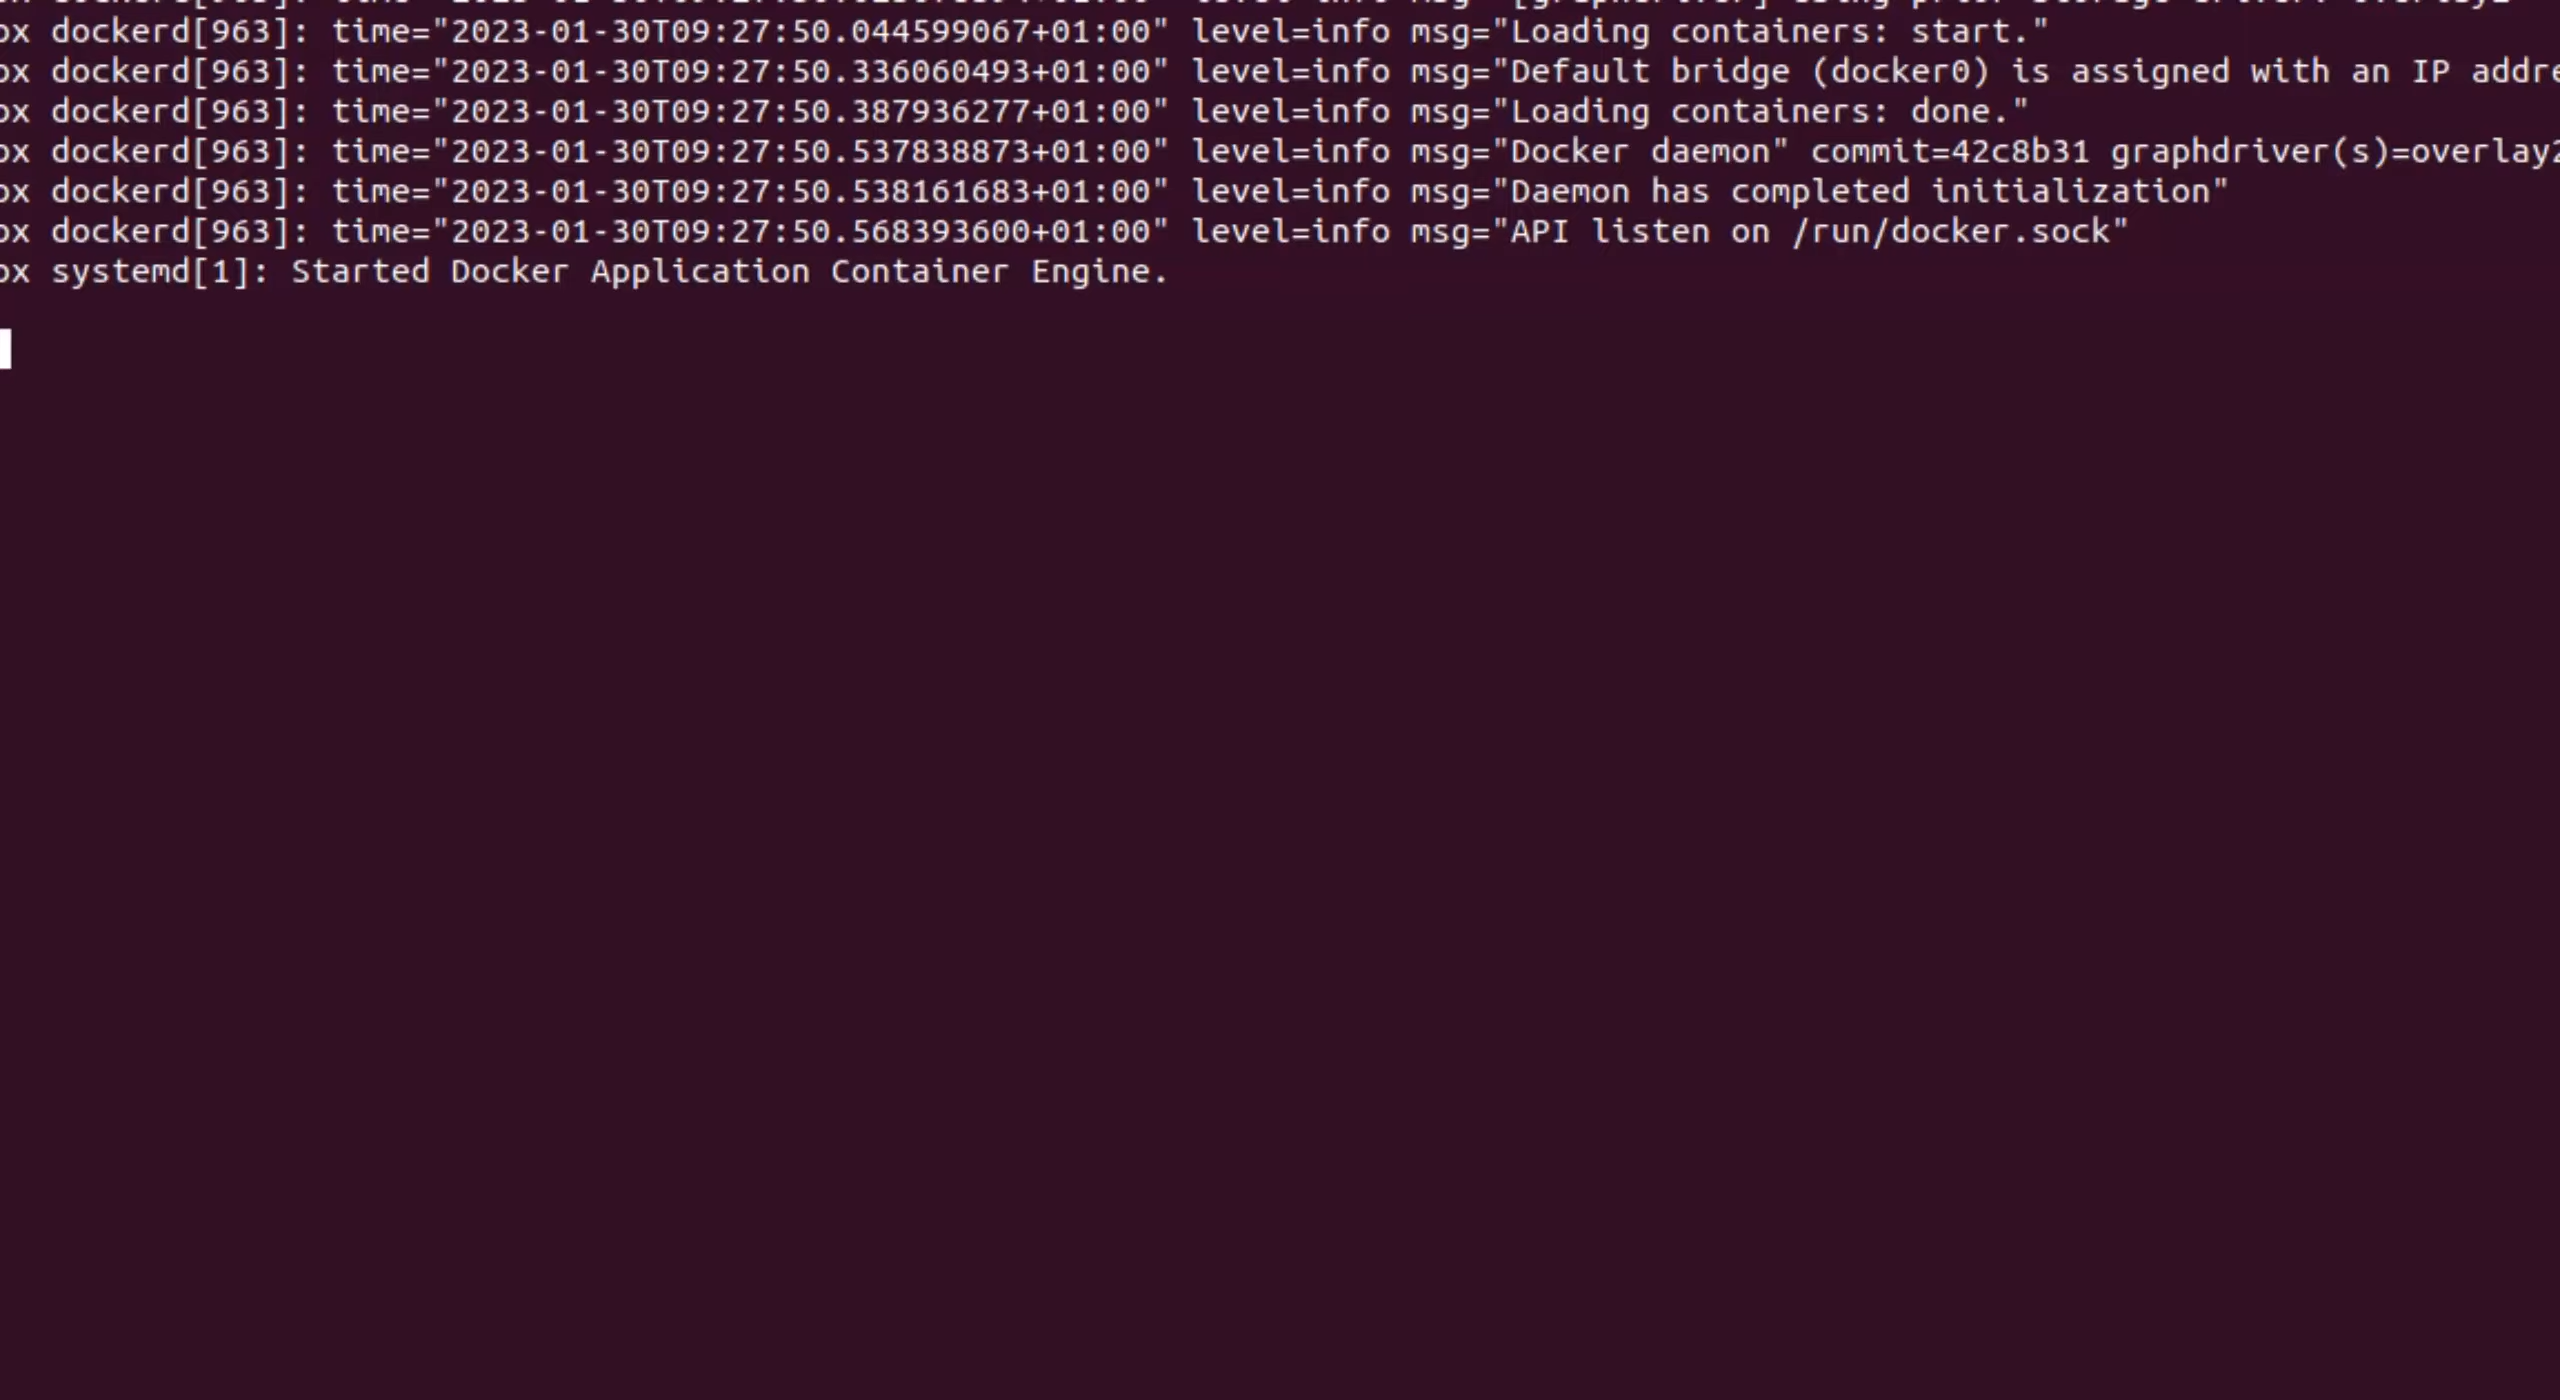 ox dockerd[963]: time="2023-01-30T09:27:50.044599067+01:00" level=info msg="Loading containers: start."
ox dockerd[963]: time="2023-01-30T09:27:50.336060493+01:00" level=info msg="Default bridge (docker0) is assigned with an IP addre
ox dockerd[963]: time="2023-01-30T09:27:50.387936277+01:00" level=info msg="Loading containers: done."
ox dockerd[963]: time="2023-01-30T09:27:50.537838873+01:00" level=info msg="Docker daemon" commit=42c8b31 graphdriver(s)=overlay2
ox dockerd[963]: time="2023-01-30T09:27:50.538161683+01:00" level=info msg="Daemon has completed initialization"
ox dockerd[963]: time="2023-01-30T09:27:50.568393600+01:00" level=info msg="API listen on /run/docker.sock"
ox systemd[1]: Started Docker Application Container Engine.